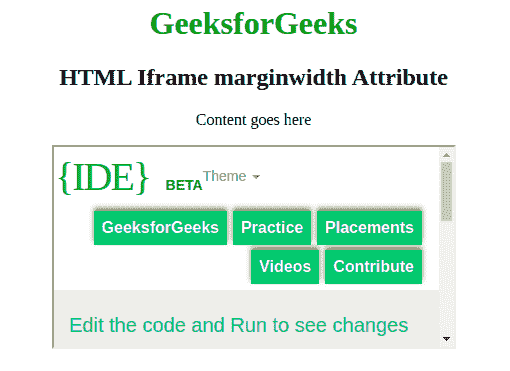 GeeksforGeeks
HTML Iframe marginwidth Attribute
Content goes here
{IDE} BETA Theme
GeeksforGeeks Practice Placements
Videos Contribute
Edit the code and Run to see changes